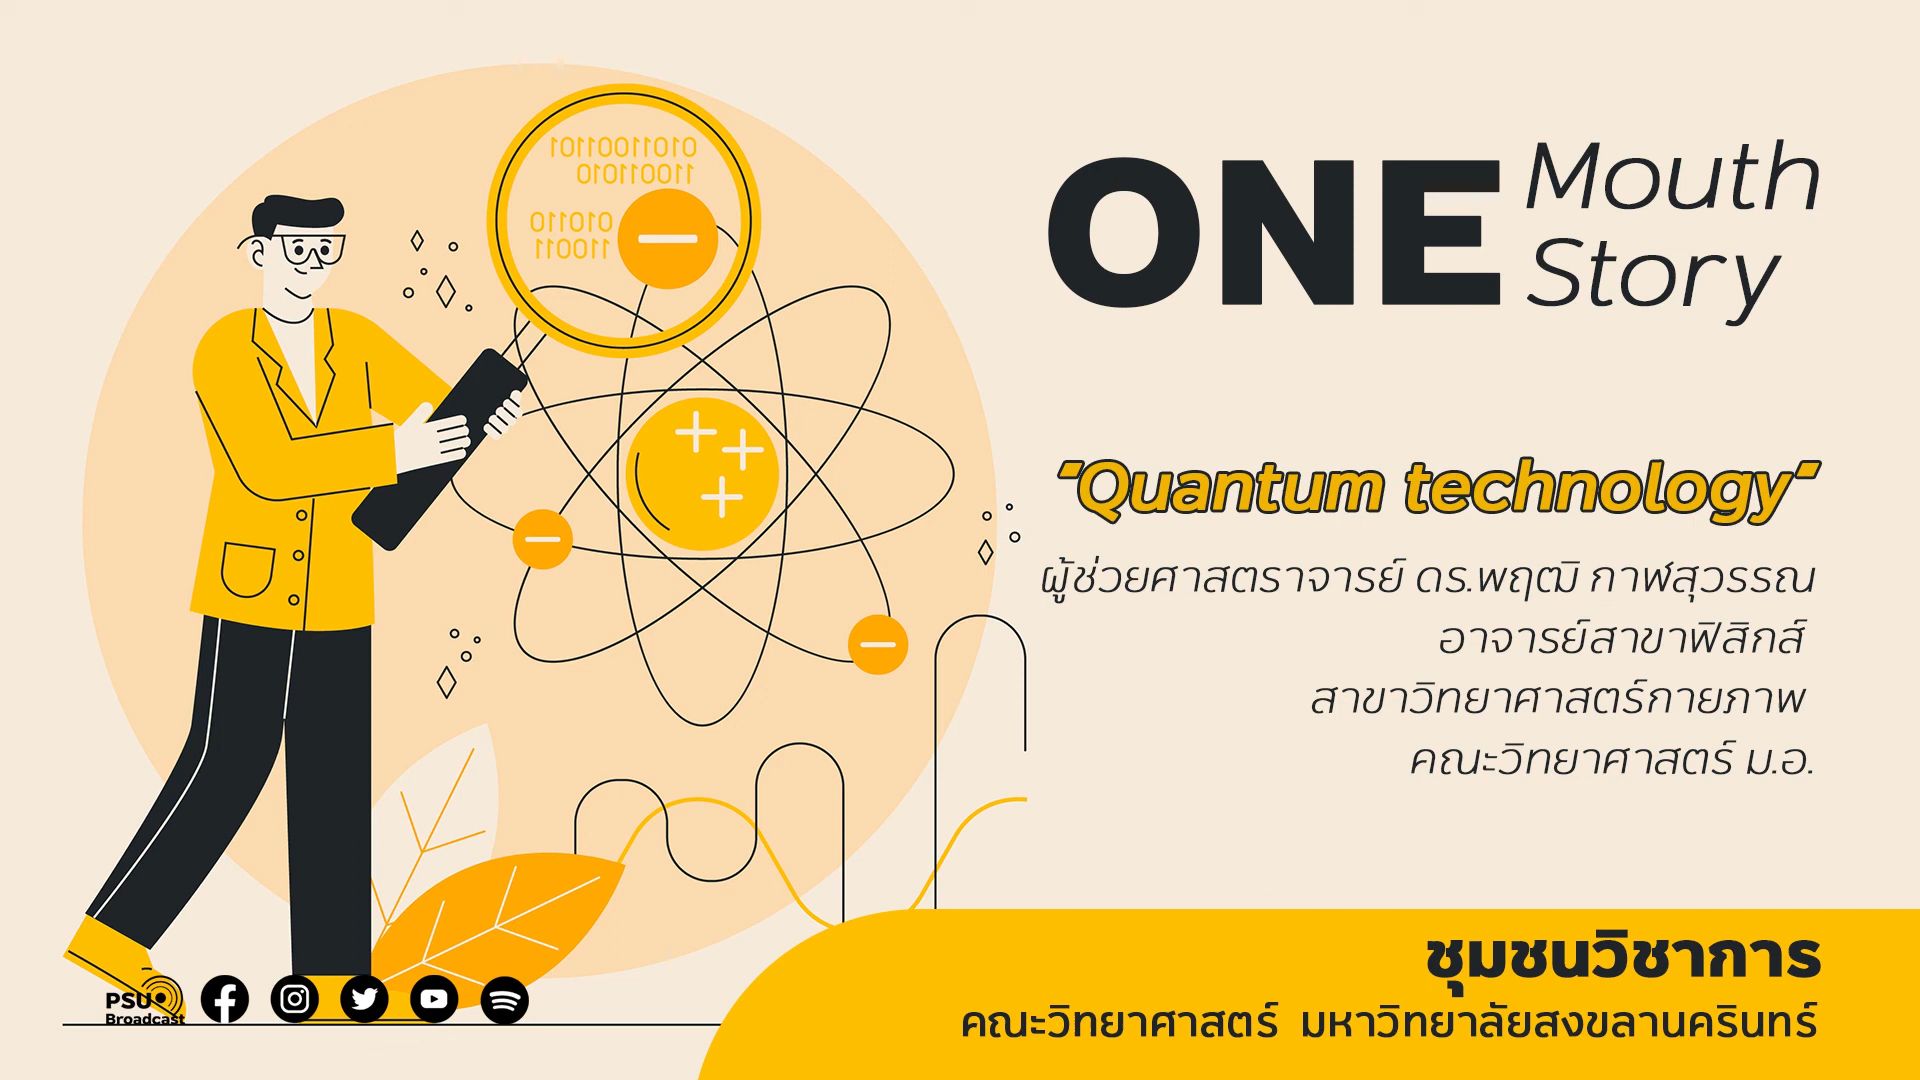 ONE Mouth
Story
"Quantum technology"
ผู้ช่วยศาสตราจารย์ ดร.พฤฒิ กาฬสุวรรณ
อาจารย์สาขาฟิสิกส์
สาขาวิทยาศาสตร์กายภาพ
คณะวิทยาศาสตร์ ม.อ.
ชุมชนวิชาการ
คณะวิทยาศาสตร์ มหาวิทยาลัยสงขลานครินทร์
PSU
Broadcast